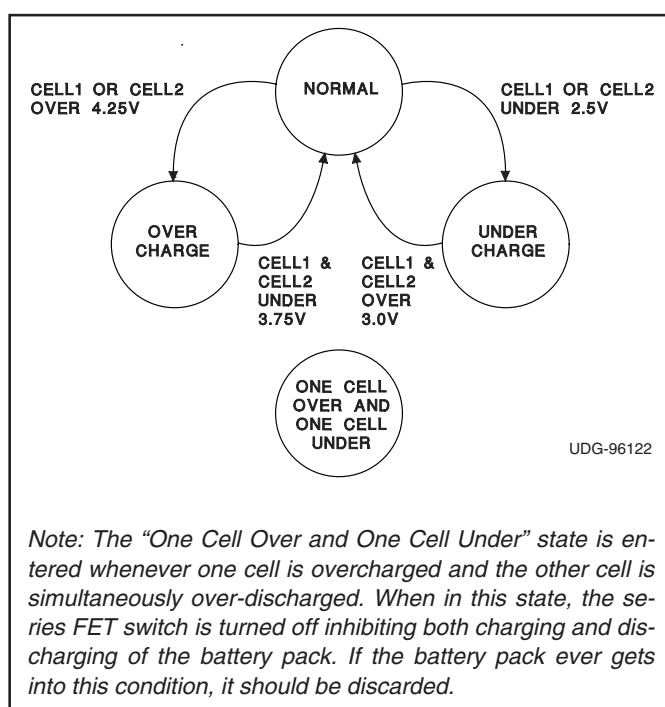 NORMAL
CELL1 OR CELL2
OVER 4.25V
CELL1 OR CELL2
UNDER 2.5V
OVER
CHARGE
UNDER
CHARGE
CELL1 &
CELL2
UNDER
3.75V
CELL1 &
CELL2
OVER
3.0V
ONE CELL
OVER AND
ONE CELL
UNDER
UDG-96122
Note: The “One Cell Over and One Cell Under” state is en-
tered whenever one cell is overcharged and the other cell is
simultaneously over-discharged. When in this state, the se-
ries FET switch is turned off inhibiting both charging and dis-
charging of the battery pack. If the battery pack ever gets
into this condition, it should be discarded.